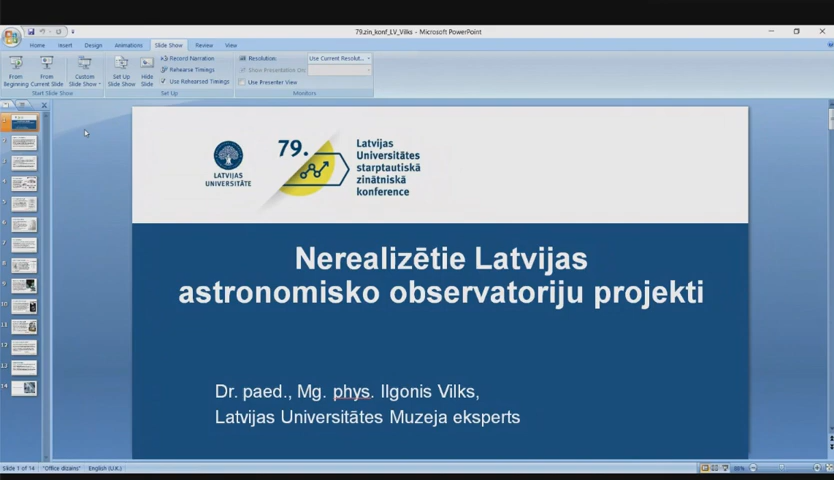 79.zin_konf_LV_Vilks - Microsoft PowerPoint
Home Insert Design Animations Slide Show Review View
From Beginning
From Current Slide
Custom Slide Show
Start Slide Show
Set Up Slide Show
Hide Slide
Record Narration
Rehearse Timings
Use Rehearsed Timings
Set Up
Resolution: Use Current Resolut...
Show Presentation On:
Use Presenter View
Monitors
LATVIJAS
UNIVERSITĀTE
79.
Latvijas
Universitātes
starptautiskā
zinātniskā
konference
Nerealizētie Latvijas
astronomisko observatoriju projekti
Dr. paed., Mg. phys. Ilgonis Vilks,
Latvijas Universitātes Muzeja eksperts
Slide 1 of 14 "Office dizains" English (U.K.)